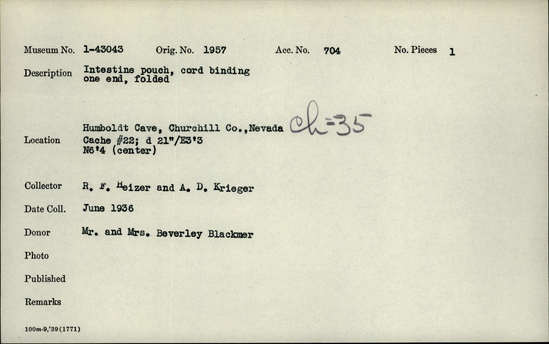 Museum No. 1-43043 Orig. No. 1957 Acc. No. 704 No. Pieces 1
Description Intestine pouch, cord binding
one end, folded
Humboldt Cave, Churchill Co.,Nevada ch=35
Location Cache #22; d 21"/E3'3
N6'4 (center)
Collector R. F. Heizer and A. D. Krieger
Date Coll. June 1936
Donor Mr. and Mrs. Beverley Blackmer
Photo
Published
Remarks
100m-9,'39(1771)